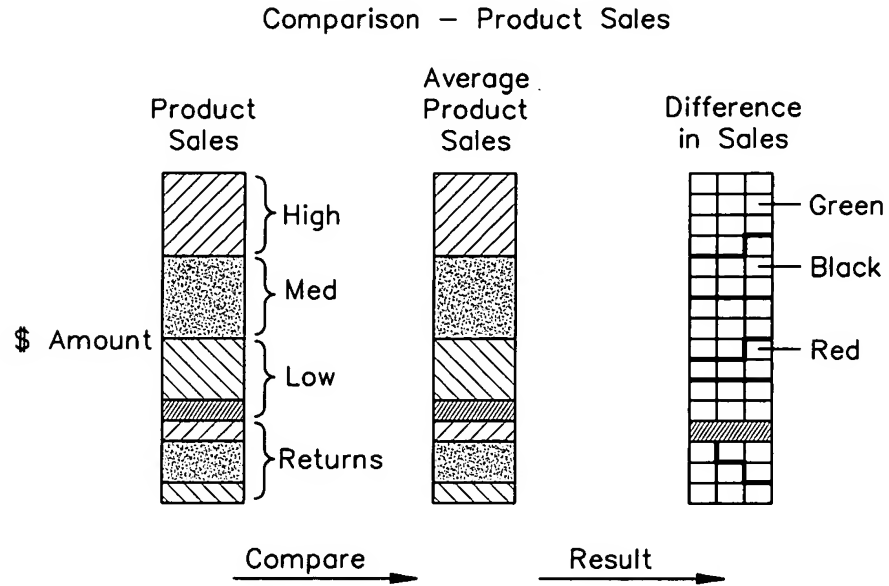 Comparison – Product Sales
Product
Sales
Average
Product
Sales
Difference
in Sales
High
Med
$ Amount
Low
Returns
Green
Black
Red
Compare
Result